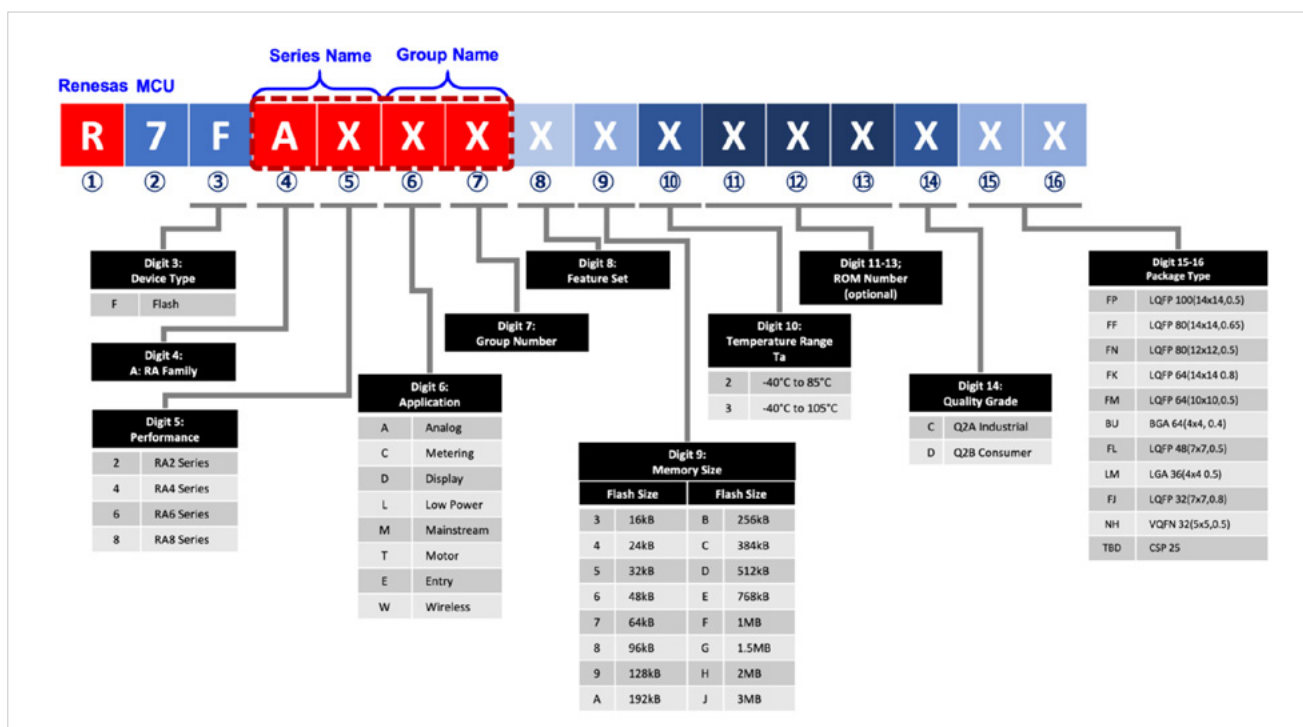 Series Name Group Name
Renesas MCU
R 7 F A X X X X X X X X X X X X
① ② ③ ④ ⑤ ⑥ ⑦ ⑧ ⑨ ⑩ ⑪ ⑫ ⑬ ⑭ ⑮ ⑯
Digit 3:
Device Type
F Flash
Digit 4:
A: RA Family
Digit 5:
Performance
2 RA2 Series
4 RA4 Series
6 RA6 Series
8 RA8 Series
Digit 6:
Application
A Analog
C Metering
D Display
L Low Power
M Mainstream
T Motor
E Entry
W Wireless
Digit 7:
Group Number
Digit 8:
Feature Set
Digit 9:
Memory Size
Flash Size Flash Size
3 16kB B 256kB
4 24kB C 384kB
5 32kB D 512kB
6 48kB E 768kB
7 64kB F 1MB
8 96kB G 1.5MB
9 128kB H 2MB
A 192kB J 3MB
Digit 10:
Temperature Range
Ta
2 -40°C to 85°C
3 -40°C to 105°C
Digit 11-13;
ROM Number
(optional)
Digit 14:
Quality Grade
C Q2A Industrial
D Q2B Consumer
Digit 15-16
Package Type
FP LQFP 100(14x14,0.5)
FF LQFP 80(14x14,0.65)
FN LQFP 80(12x12,0.5)
FK LQFP 64(14x14 0.8)
FM LQFP 64(10x10,0.5)
BU BGA 64(4x4, 0.4)
FL LQFP 48(7x7,0.5)
LM LGA 36(4x4 0.5)
FJ LQFP 32(7x7,0.8)
NH VQFN 32(5x5,0.5)
TBD CSP 25